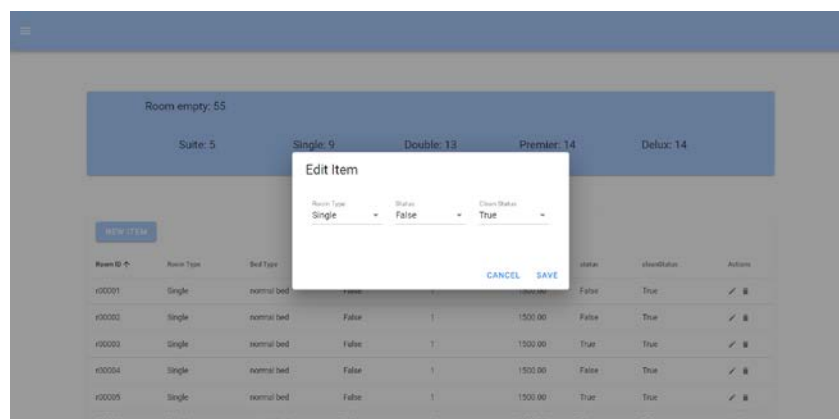 Room empty: 55
Suite: 5 Single: 9 Double: 13 Premier: 14 Delux: 14
Edit Item
Room Type Status Clean Status
Single False True
CANCEL SAVE
NEW ITEM
Room ID Room Type Bed Type status cleanStatus Actions
r00001 Single normal bed False 1 1500.00 False True
r00002 Single normal bed False 1 1500.00 False True
r00003 Single normal bed False 1 1500.00 True True
r00004 Single normal bed False 1 1500.00 False True
r00005 Single normal bed False 1 1500.00 True True